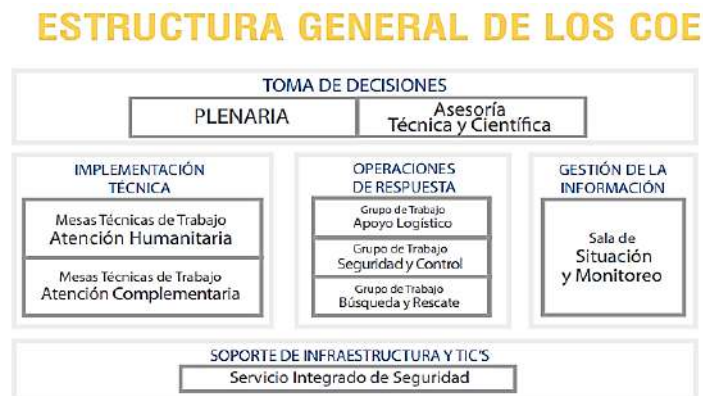 ESTRUCTURA GENERAL DE LOS COE
TOMA DE DECISIONES
PLENARIA
Asesoría
Técnica y Científica
IMPLEMENTACIÓN
TÉCNICA
Mesas Técnicas de Trabajo
Atención Humanitaria
Mesas Técnicas de Trabajo
Atención Complementaria
OPERACIONES
DE RESPUESTA
Grupo de Trabajo
Apoyo Logístico
Grupo de Trabajo
Seguridad y Control
Grupo de Trabajo
Búsqueda y Rescate
GESTIÓN DE LA
INFORMACIÓN
Sala de
Situación
y Monitoreo
SOPORTE DE INFRAESTRUCTURA Y TIC'S
Servicio Integrado de Seguridad